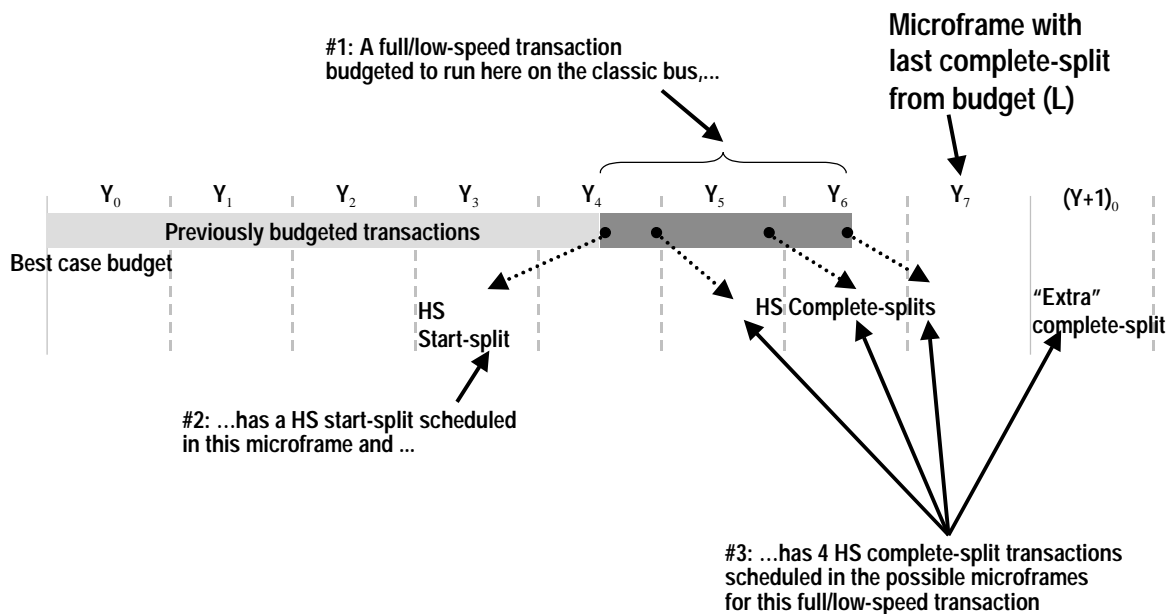 #1: A full/low-speed transaction
budgeted to run here on the classic bus,...
Microframe with
last complete-split
from budget (L)
Y0 Y1 Y2 Y3 Y4 Y5 Y6 Y7 (Y+1)0
Previously budgeted transactions
Best case budget
HS
Start-split
HS Complete-splits
“Extra”
complete-split
#2: ...has a HS start-split scheduled
in this microframe and ...
#3: ...has 4 HS complete-split transactions
scheduled in the possible microframes
for this full/low-speed transaction